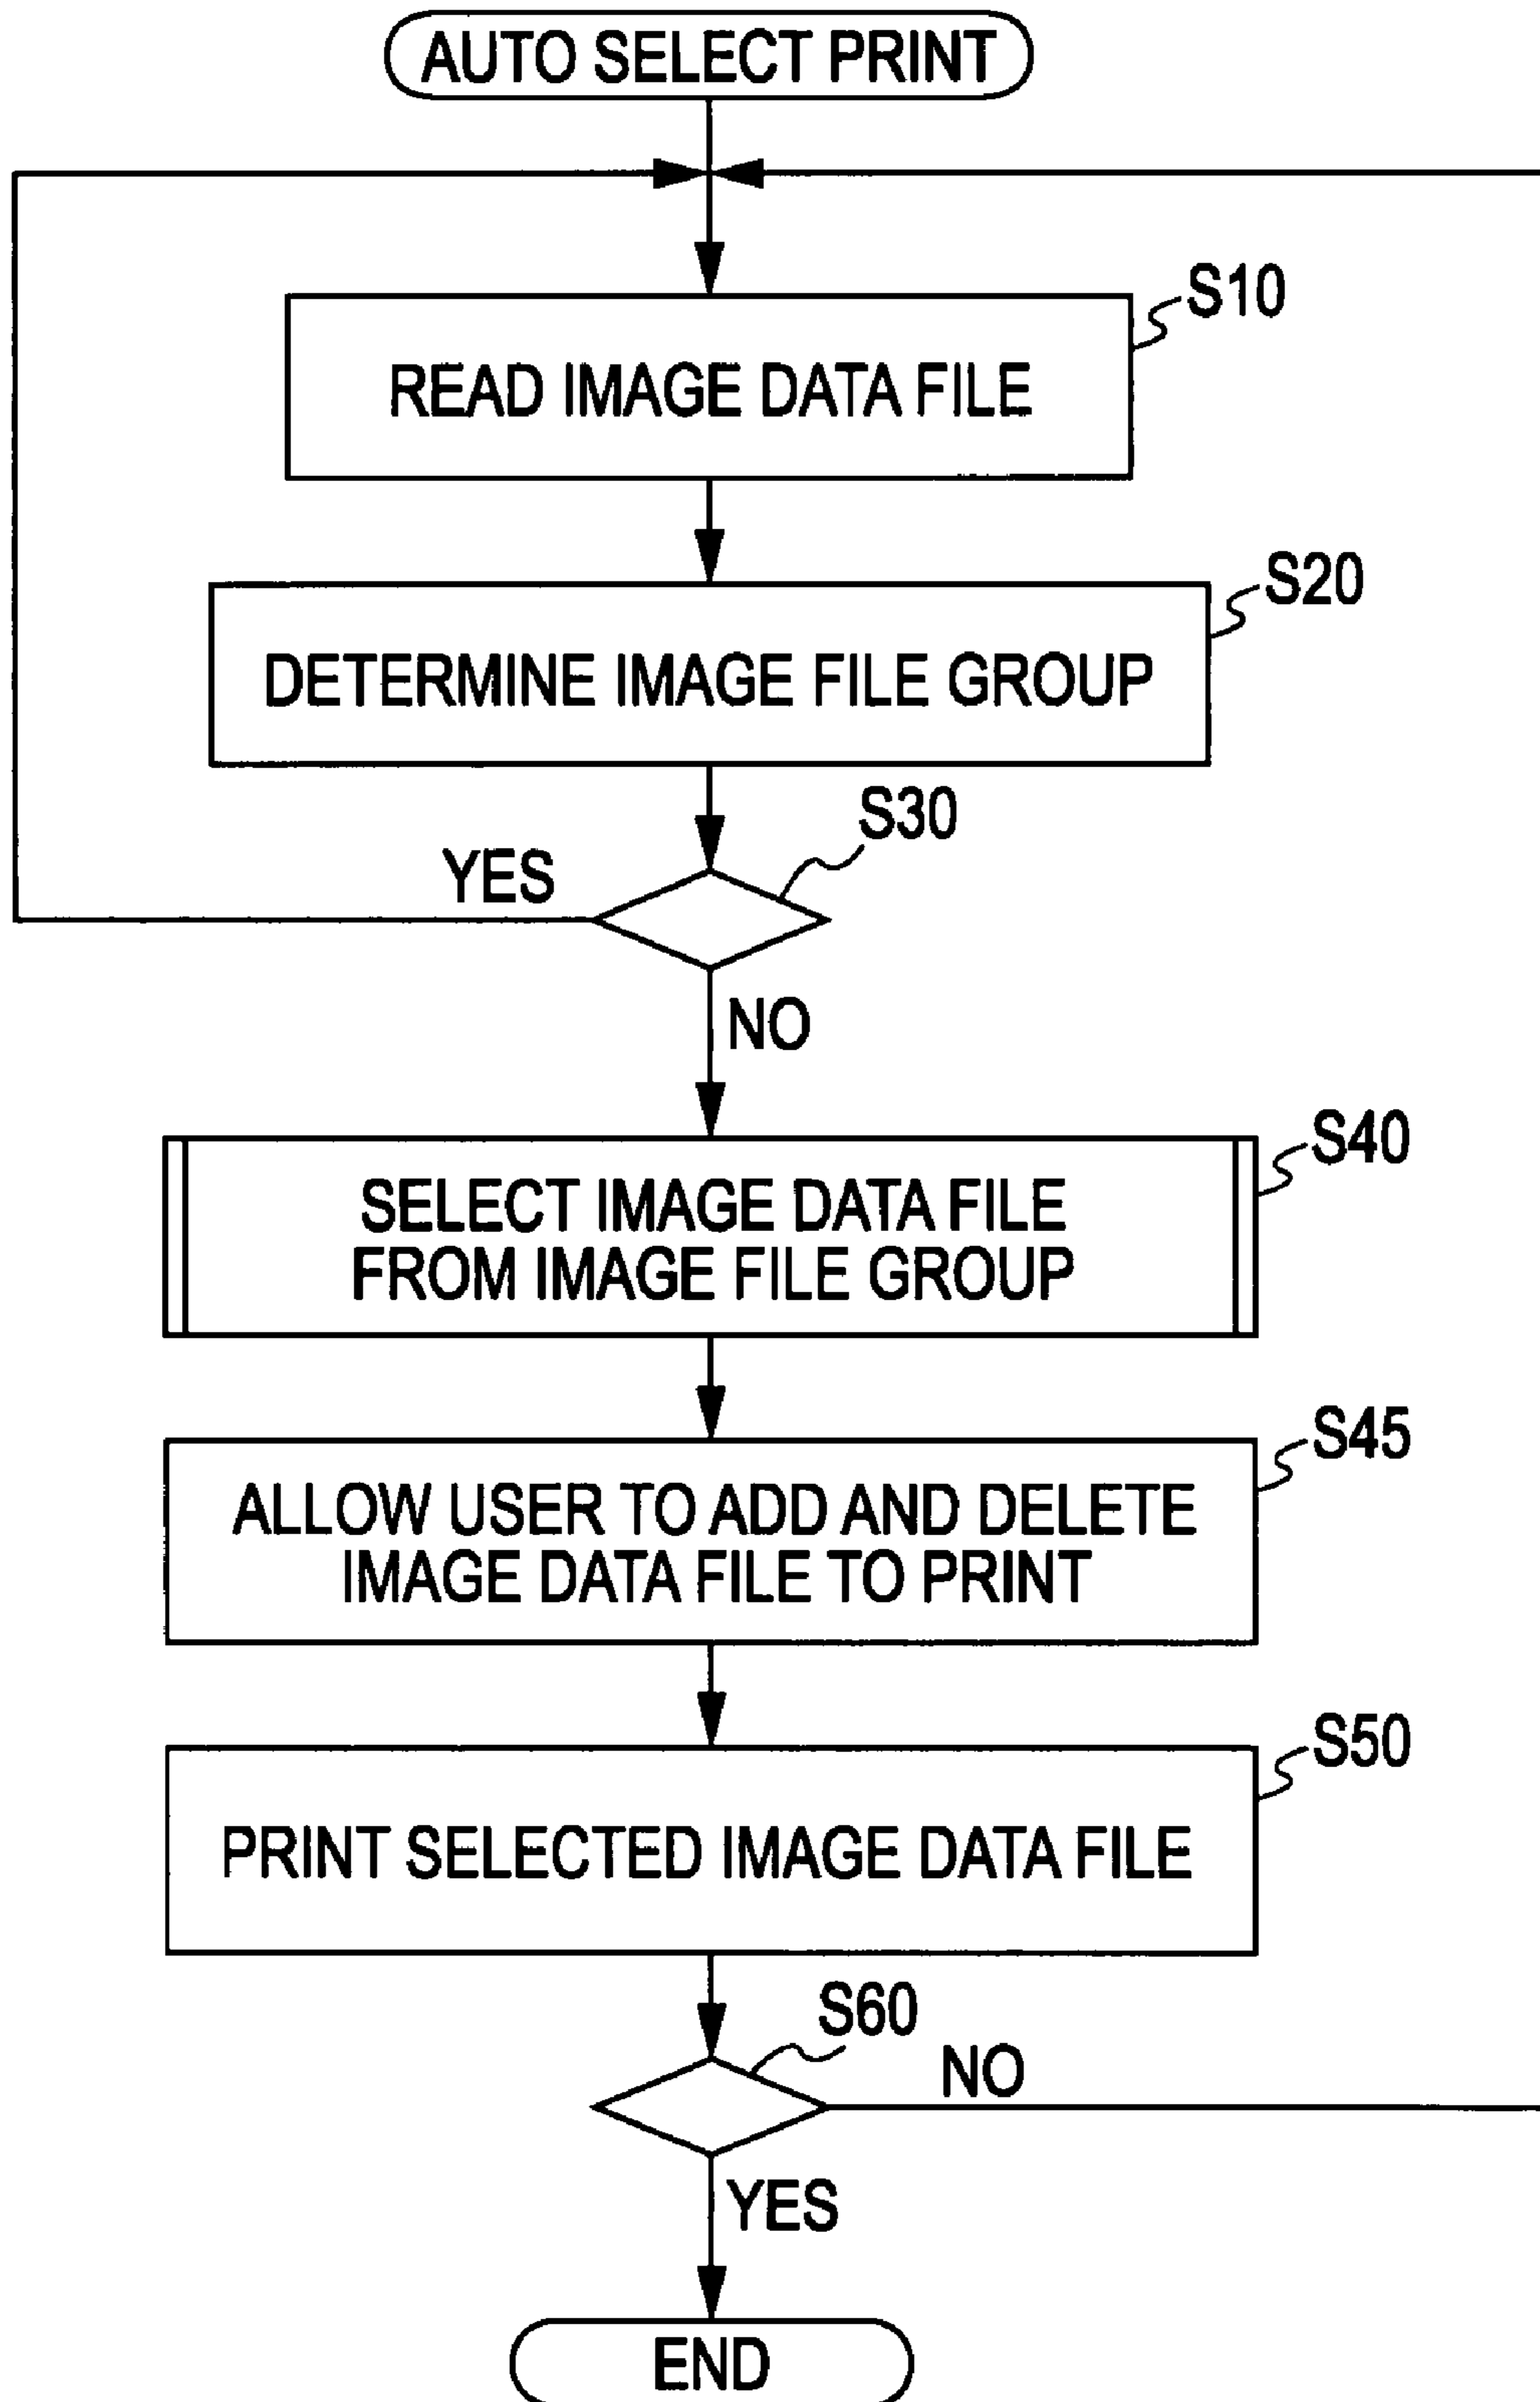 AUTO SELECT PRINT
S10
READ IMAGE DATA FILE
S20
DETERMINE IMAGE FILE GROUP
S30
YES
NO
S40
SELECT IMAGE DATA FILE
FROM IMAGE FILE GROUP
S45
ALLOW USER TO ADD AND DELETE
IMAGE DATA FILE TO PRINT
S50
PRINT SELECTED IMAGE DATA FILE
S60
NO
YES
END